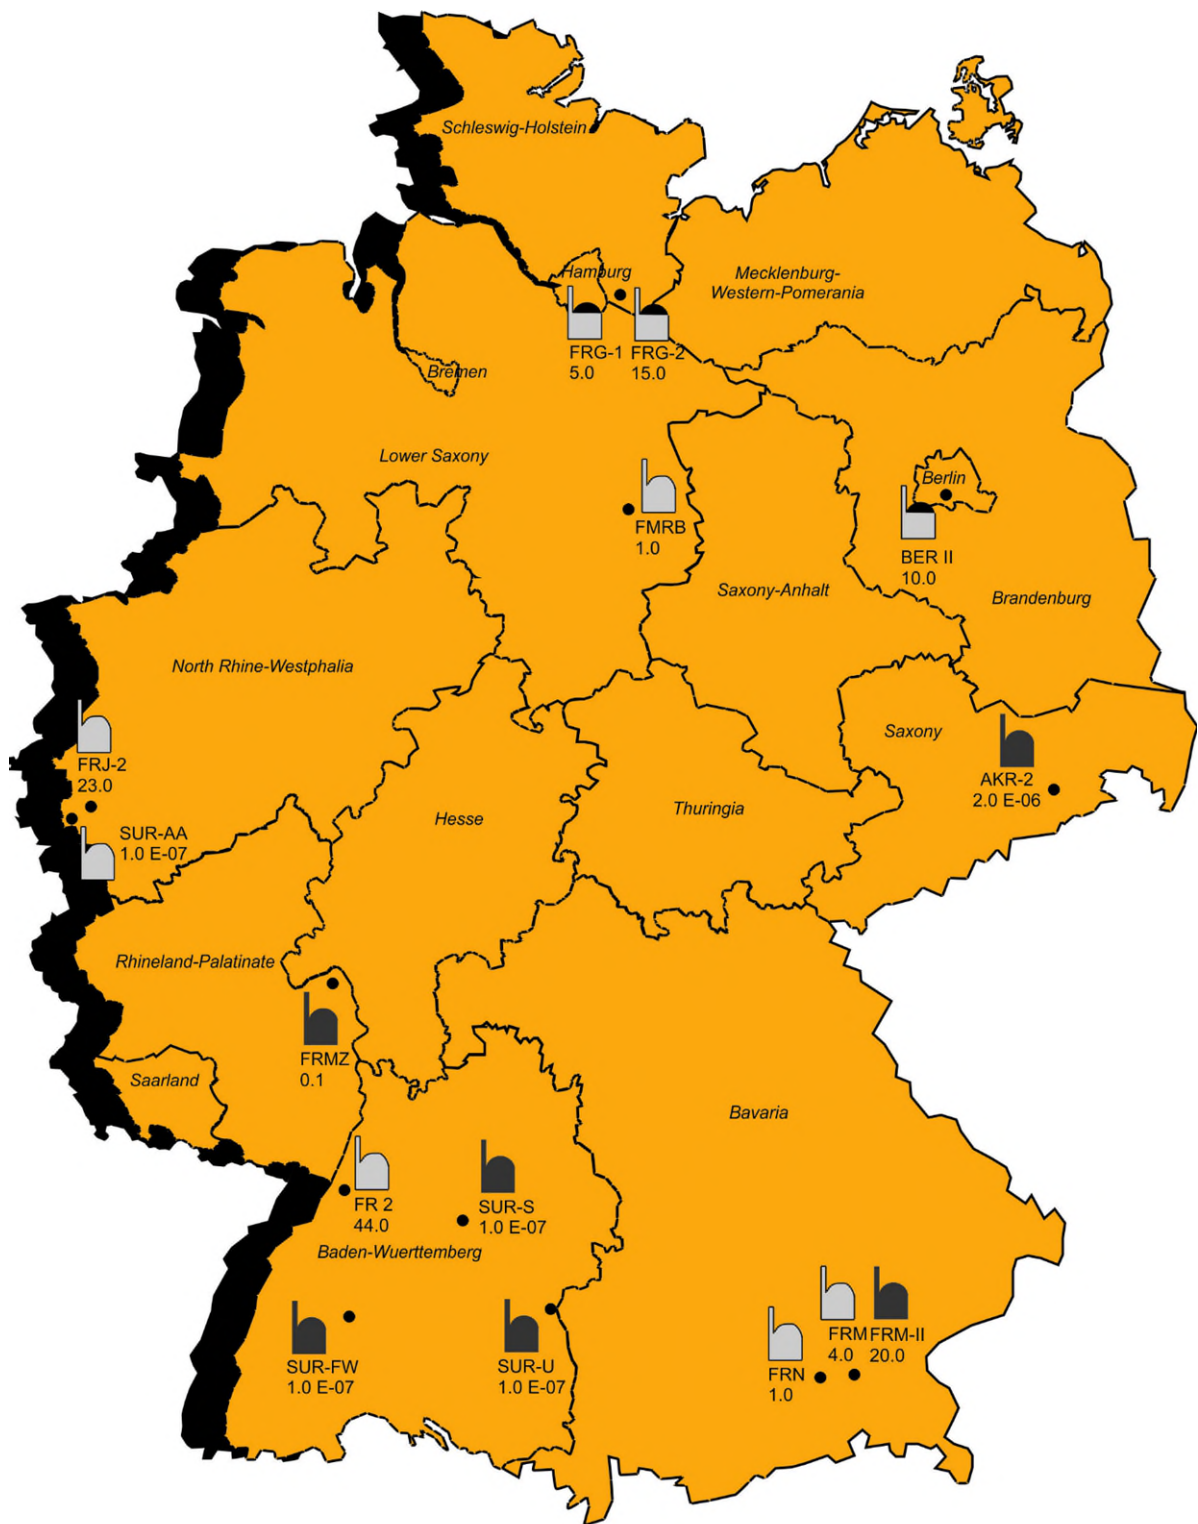 Schleswig-Holstein
Hamburg
Mecklenburg-
Western-Pomerania
FRG-1
5.0
FRG-2
15.0
Bremen
Lower Saxony
Berlin
FMRB
1.0
BER II
10.0
Saxony-Anhalt
Brandenburg
North Rhine-Westphalia
Saxony
FRJ-2
23.0
AKR-2
2.0 E-06
Thuringia
Hesse
SUR-AA
1.0 E-07
Rhineland-Palatinate
FRMZ
0.1
Saarland
Bavaria
FR 2
44.0
SUR-S
1.0 E-07
Baden-Wuerttemberg
FRM
4.0
FRM-II
20.0
SUR-FW
1.0 E-07
SUR-U
1.0 E-07
FRN
1.0